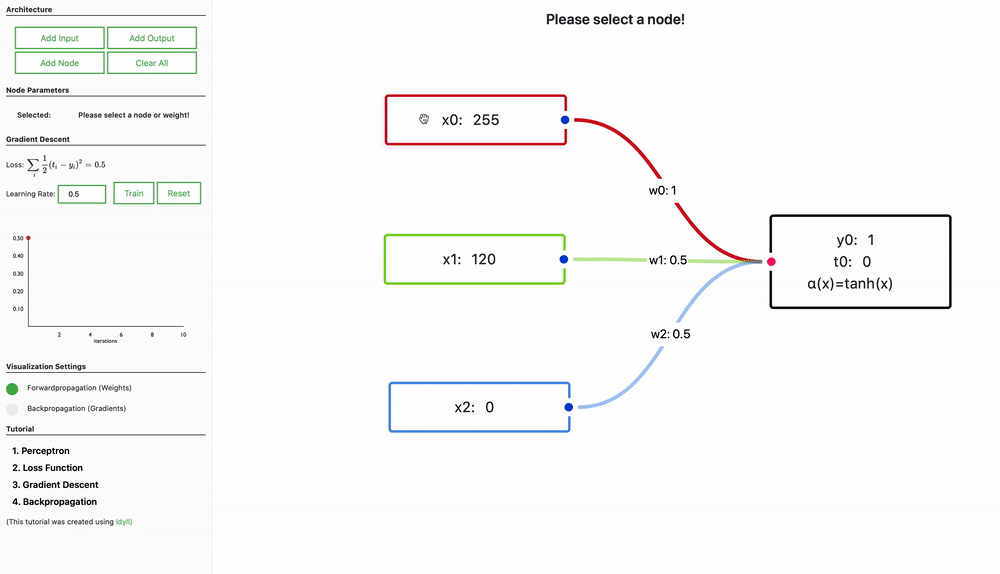 Architecture
Add Input
Add Output
Add Node
Clear All
Node Parameters
Selected: Please select a node or weight!
Gradient Descent
Loss: ∑i 1/2 (ti − yi)² = 0.5
Learning Rate: 0.5 Train Reset
0.50
0.40
0.30
0.20
0.10
2 4 6 8 10
iterations
Visualization Settings
Forwardpropagation (Weights)
Backpropagation (Gradients)
Tutorial
1. Perceptron
2. Loss Function
3. Gradient Descent
4. Backpropagation
(This tutorial was created using Idyll)
Please select a node!
x0: 255
w0: 1
x1: 120
w1: 0.5
w2: 0.5
x2: 0
y0: 1
t0: 0
α(x)=tanh(x)